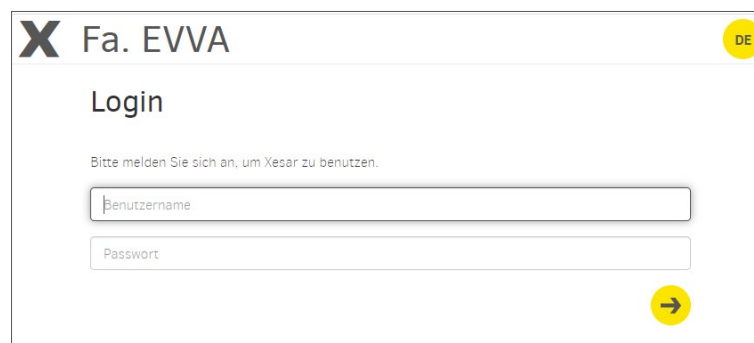 X Fa. EVVA
DE
Login
Bitte melden Sie sich an, um Xesar zu benutzen.
Benutzername
Passwort